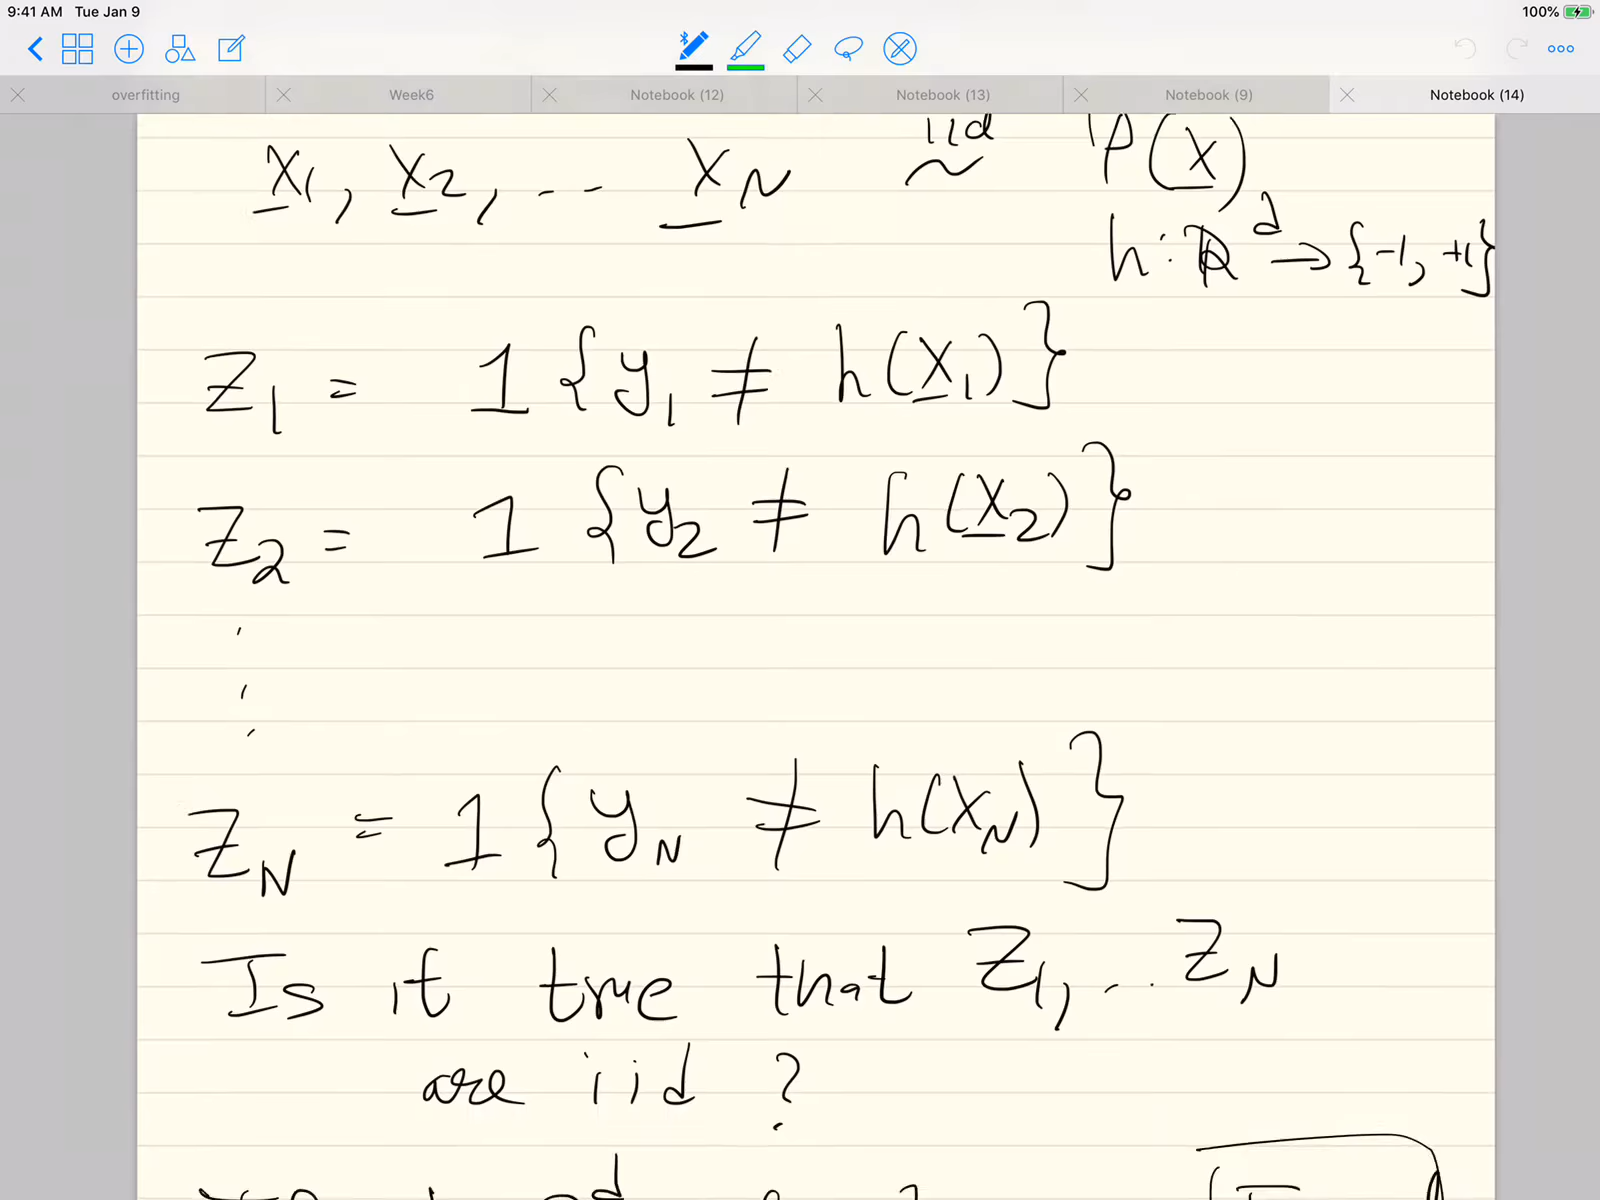 9:41 AM Tue Jan 9 100%
overfitting Week6 Notebook (12) Notebook (13) Notebook (9) Notebook (14)
x1, x2, ... xN iid ~ P(x)
h: ℝ^d → {-1, +1}
Z1 = 1 {y1 ≠ h(x1)}
Z2 = 1 {y2 ≠ h(x2)}
⋮
ZN = 1 {yN ≠ h(xN)}
Is it true that Z1, .. ZN
are iid ?